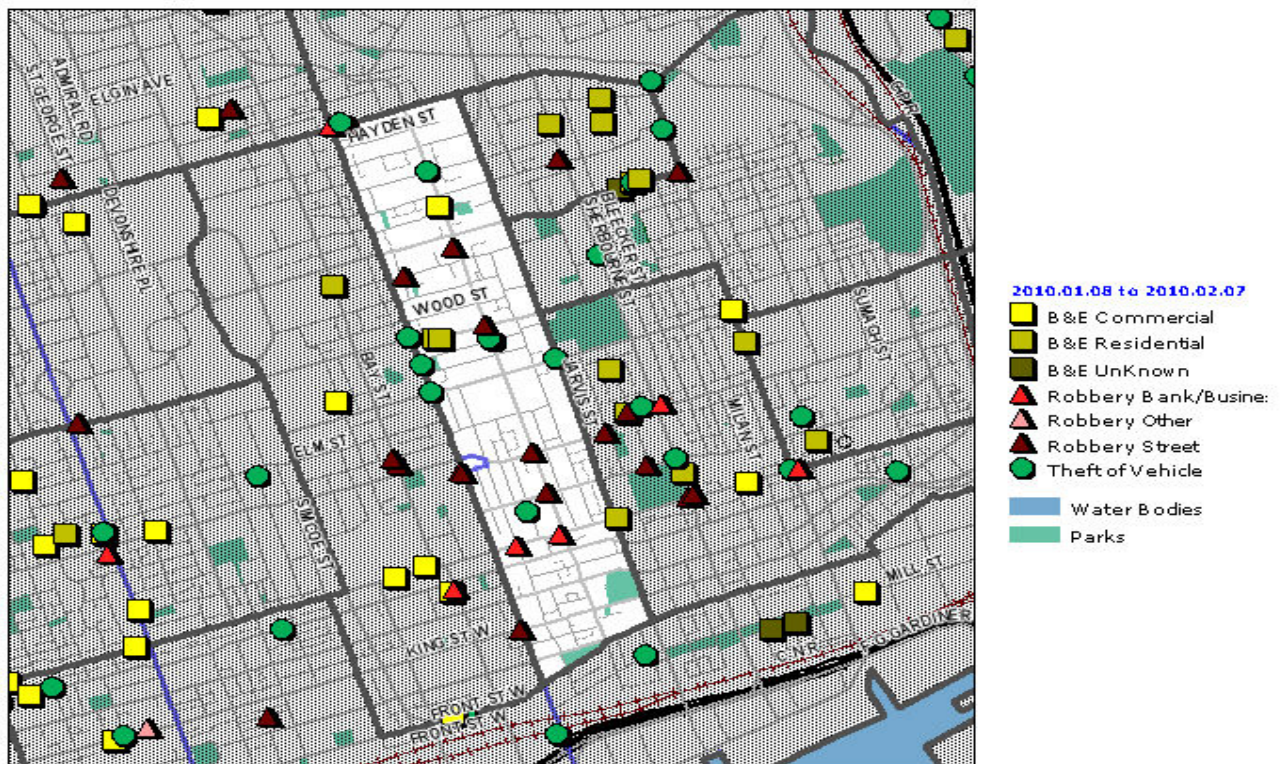 ADMIRAL RD
ST GEORGE ST
ELGIN AVE
HAYDEN ST
C.P.R.
DEVONSHIRE PL
BLEECKER ST
SHERBOURNE ST
WOOD ST
SUMACH ST
BAY ST
JARVIS ST
MILAN ST
ELM ST
SIMCOE ST
MILL ST
KING ST W
C.N.R.
F G GARDINER
FRONT ST W
FRONT ST W
2010.01.08 to 2010.02.07
B&E Commercial
B&E Residential
B&E UnKnown
Robbery Bank/Busine:
Robbery Other
Robbery Street
Theft of Vehicle
Water Bodies
Parks